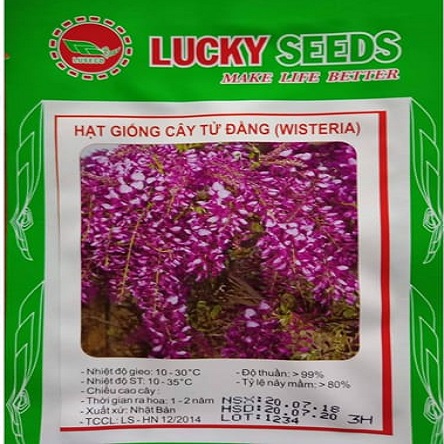 LUSEED
LUCKY SEEDS
MAKE LIFE BETTER
HẠT GIỐNG CÂY TỬ ĐẰNG (WISTERIA)
- Nhiệt độ gieo: 10 - 30°C
- Nhiệt độ ST: 10 - 35°C
- Chiều cao cây:
- Thời gian ra hoa: 1 - 2 năm
- Xuất xứ: Nhật Bản
- TCCL: LS - HN 12/2014
- Độ thuần: > 99%
- Tỷ lệ nảy mầm: > 80%
NSX: 20.07.18
HSD: 20.07.20
LOT: 1234 3H